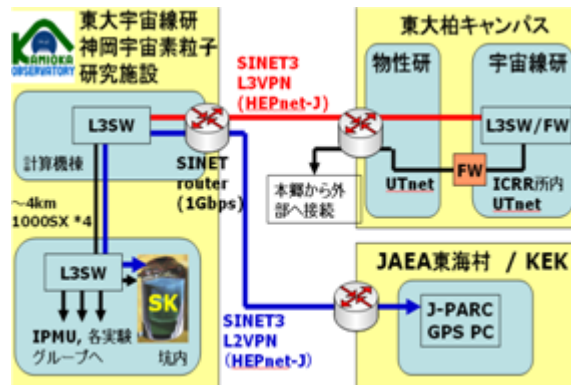 KAMIOKA
OBSERVATORY
東大宇宙線研
神岡宇宙素粒子
研究施設
L3SW
計算機棟
～4km
1000SX *4
L3SW
SK
IPMU, 各実験
グループへ
坑内
SINET
router
(1Gbps)
SINET3
L3VPN
(HEPnet-J)
東大柏キャンパス
物性研
宇宙線研
L3SW/FW
FW
UTnet
ICRR所内
UTnet
本郷から外
部へ接続
SINET3
L2VPN
(HEPnet-J)
JAEA東海村 / KEK
J-PARC
GPS PC